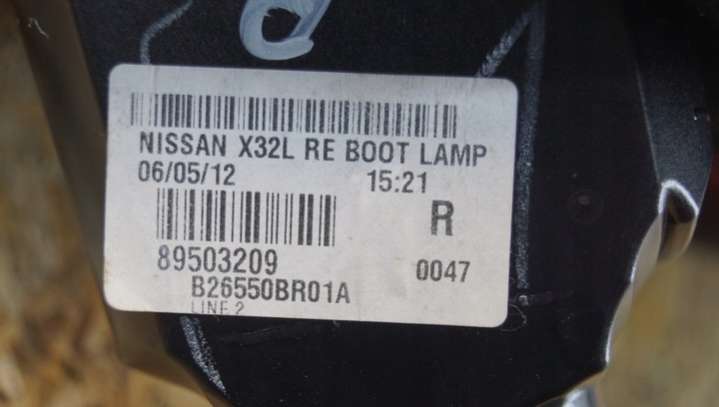 NISSAN X32L RE BOOT LAMP
06/05/12 15:21
R
89503209 0047
B26550BR01A
LINE 2